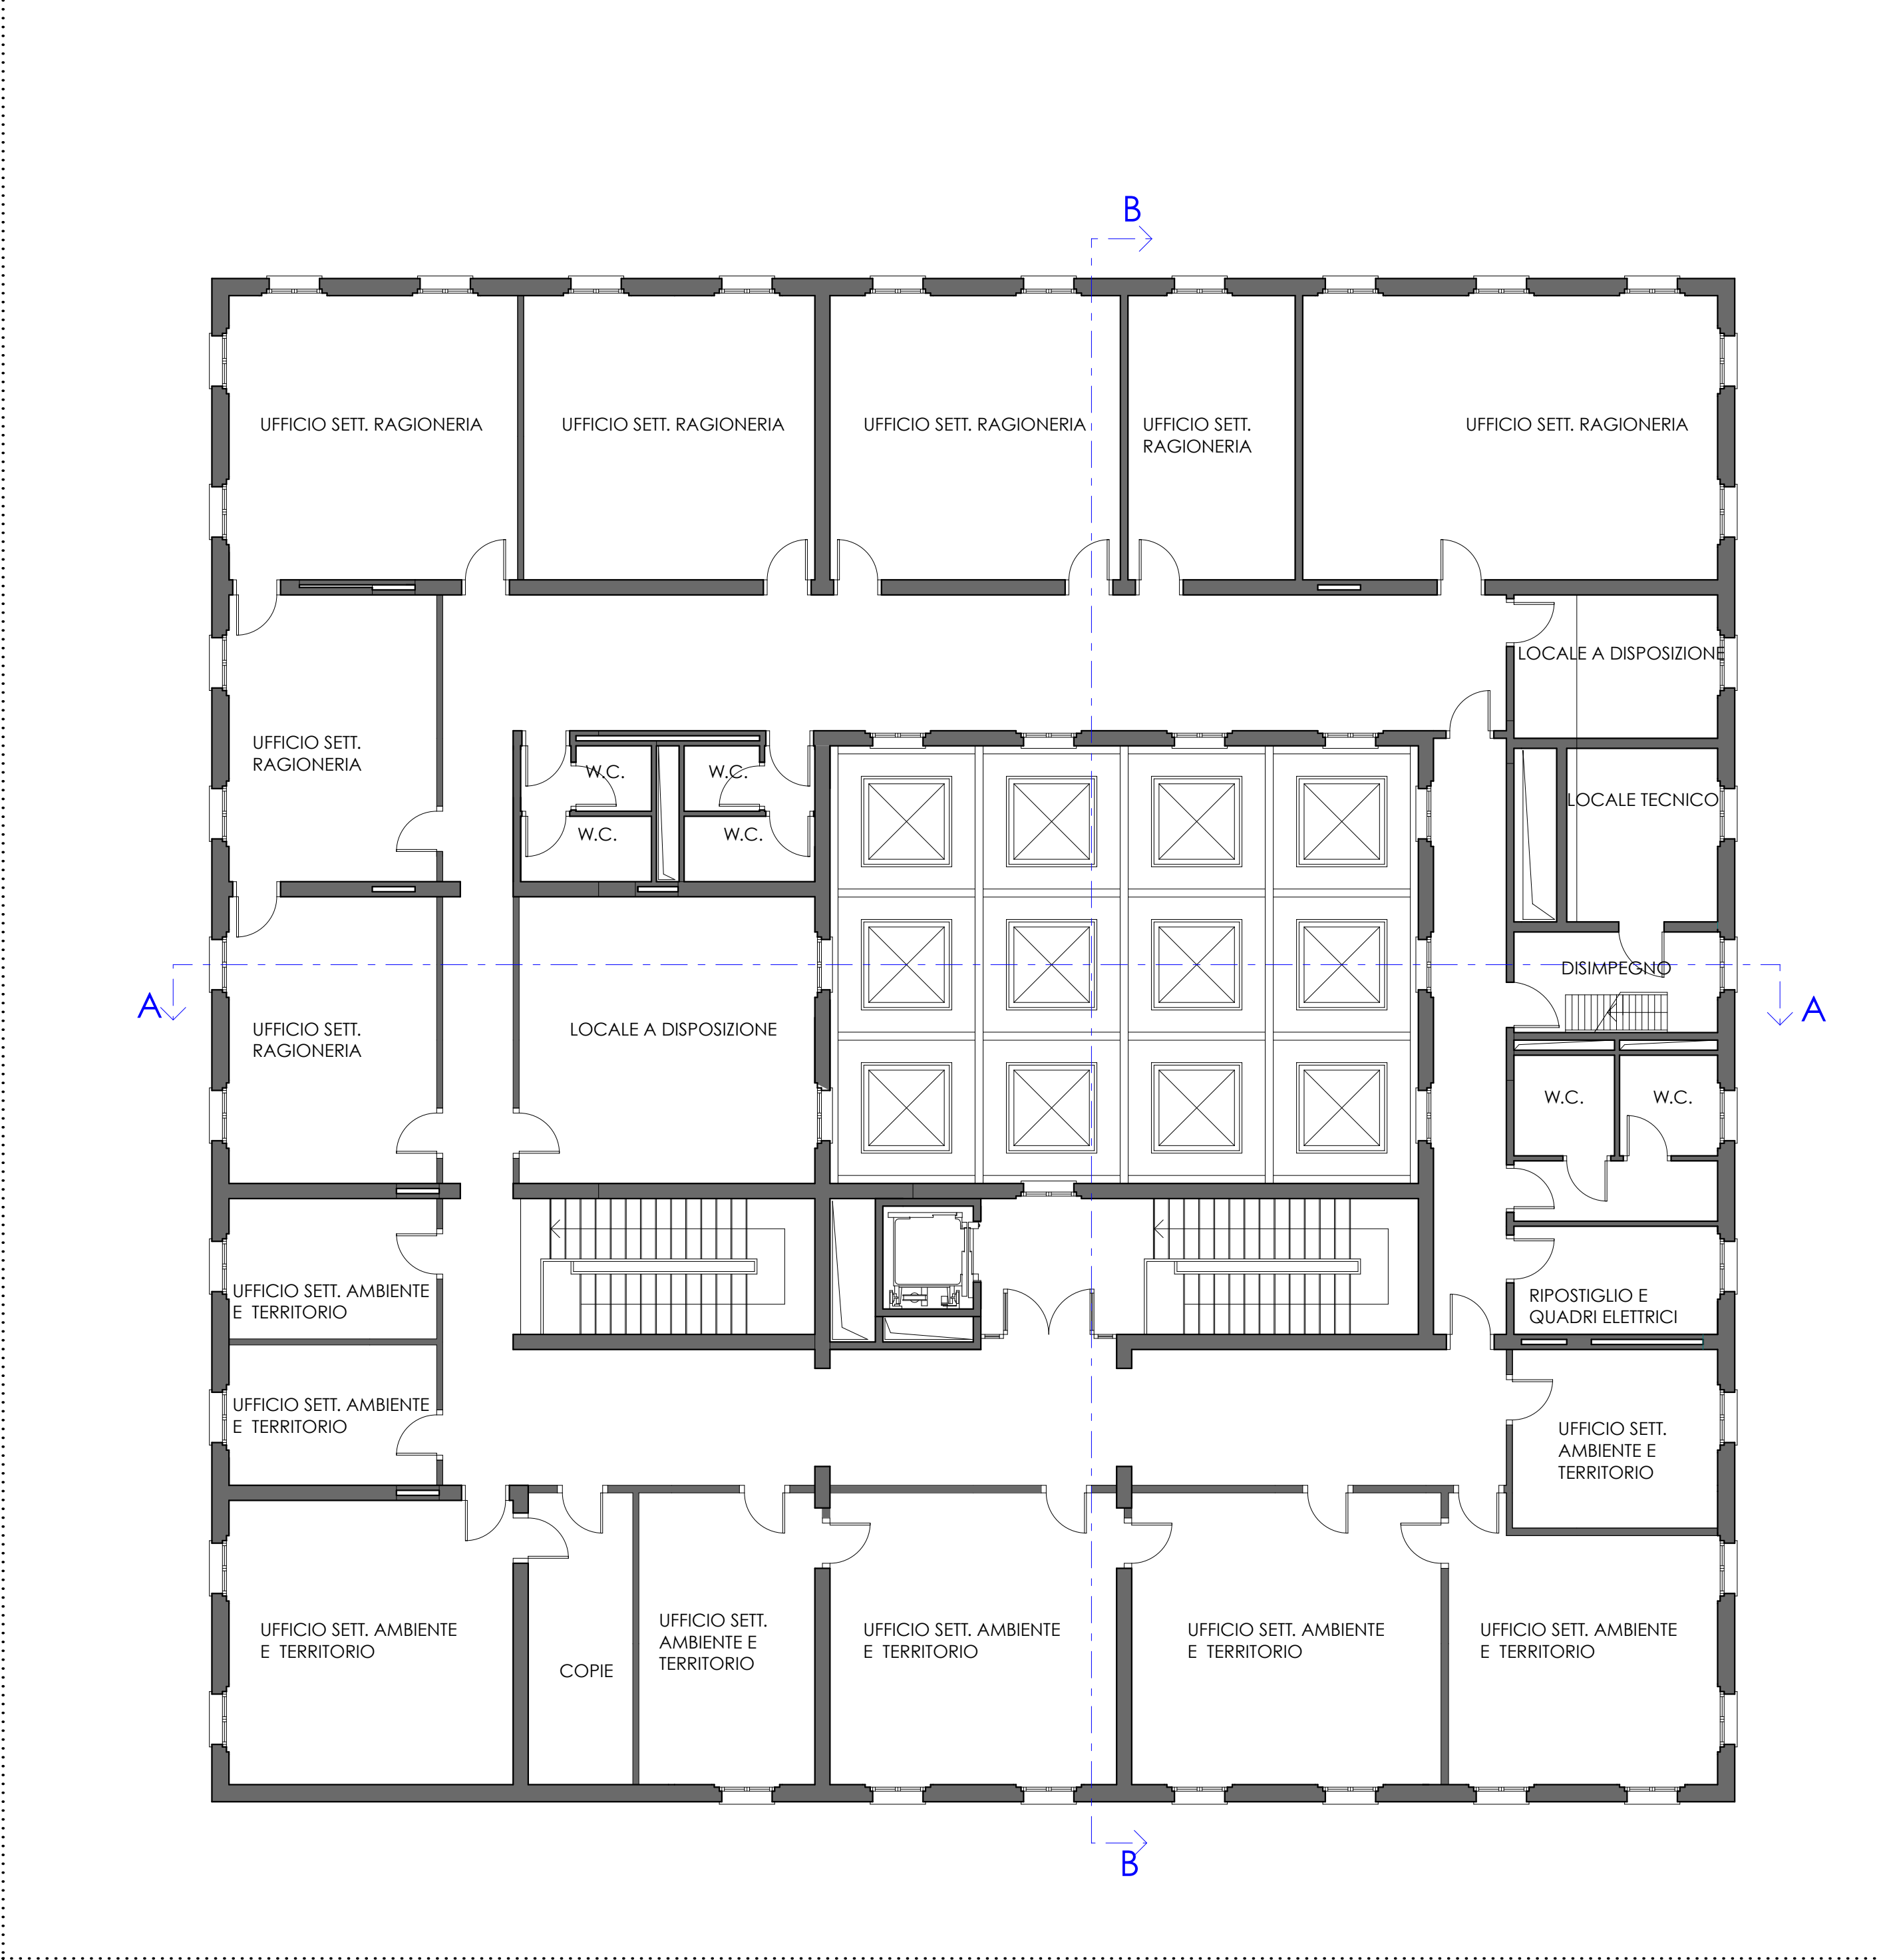 B
UFFICIO SETT. RAGIONERIA
UFFICIO SETT. RAGIONERIA
UFFICIO SETT. RAGIONERIA
UFFICIO SETT.
RAGIONERIA
UFFICIO SETT. RAGIONERIA
LOCALE A DISPOSIZIONE
UFFICIO SETT.
RAGIONERIA
W.C.
W.C.
W.C.
W.C.
LOCALE TECNICO
DISIMPEGNO
A
A
UFFICIO SETT.
RAGIONERIA
LOCALE A DISPOSIZIONE
W.C.
W.C.
UFFICIO SETT. AMBIENTE
E TERRITORIO
RIPOSTIGLIO E
QUADRI ELETTRICI
UFFICIO SETT. AMBIENTE
E TERRITORIO
UFFICIO SETT.
AMBIENTE E
TERRITORIO
UFFICIO SETT. AMBIENTE
E TERRITORIO
COPIE
UFFICIO SETT.
AMBIENTE E
TERRITORIO
UFFICIO SETT. AMBIENTE
E TERRITORIO
UFFICIO SETT. AMBIENTE
E TERRITORIO
UFFICIO SETT. AMBIENTE
E TERRITORIO
B